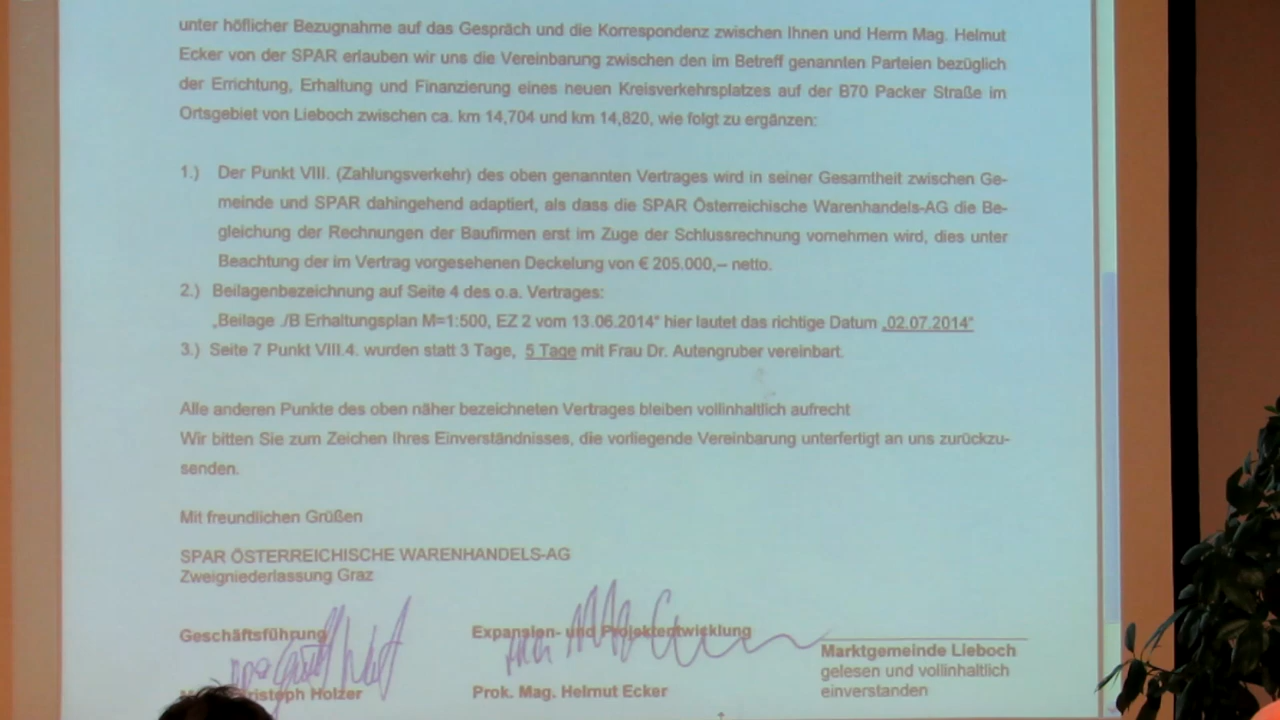 unter höflicher Bezugnahme auf das Gespräch und die Korrespondenz zwischen Ihnen und Herrn Mag. Helmut
Ecker von der SPAR erlauben wir uns die Vereinbarung zwischen den im Betreff genannten Parteien bezüglich
der Errichtung, Erhaltung und Finanzierung eines neuen Kreisverkehrsplatzes auf der B70 Packer Straße im
Ortsgebiet von Lieboch zwischen ca. km 14,704 und km 14,820, wie folgt zu ergänzen:
1.) Der Punkt VIII. (Zahlungsverkehr) des oben genannten Vertrages wird in seiner Gesamtheit zwischen Ge-
meinde und SPAR dahingehend adaptiert, als dass die SPAR Österreichische Warenhandels-AG die Be-
gleichung der Rechnungen der Baufirmen erst im Zuge der Schlussrechnung vornehmen wird, dies unter
Beachtung der im Vertrag vorgesehenen Deckelung von € 205.000,-- netto.
2.) Beilagenbezeichnung auf Seite 4 des o.a. Vertrages:
„Beilage ./B Erhaltungsplan M=1:500, EZ 2 vom 13.06.2014“ hier lautet das richtige Datum „02.07.2014“
3.) Seite 7 Punkt VIII.4. wurden statt 3 Tage, 5 Tage mit Frau Dr. Autengruber vereinbart.
Alle anderen Punkte des oben näher bezeichneten Vertrages bleiben vollinhaltlich aufrecht
Wir bitten Sie zum Zeichen Ihres Einverständnisses, die vorliegende Vereinbarung unterfertigt an uns zurückzu-
senden.
Mit freundlichen Grüßen
SPAR ÖSTERREICHISCHE WARENHANDELS-AG
Zweigniederlassung Graz
Geschäftsführung
Expansion- und Projektentwicklung
Marktgemeinde Lieboch
gelesen und vollinhaltlich
einverstanden
Holzer
Prok. Mag. Helmut Ecker